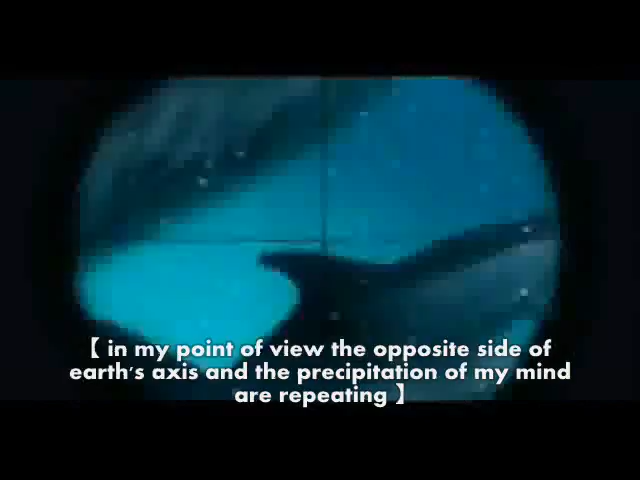 【 in my point of view the opposite side of
earth's axis and the precipitation of my mind
are repeating 】